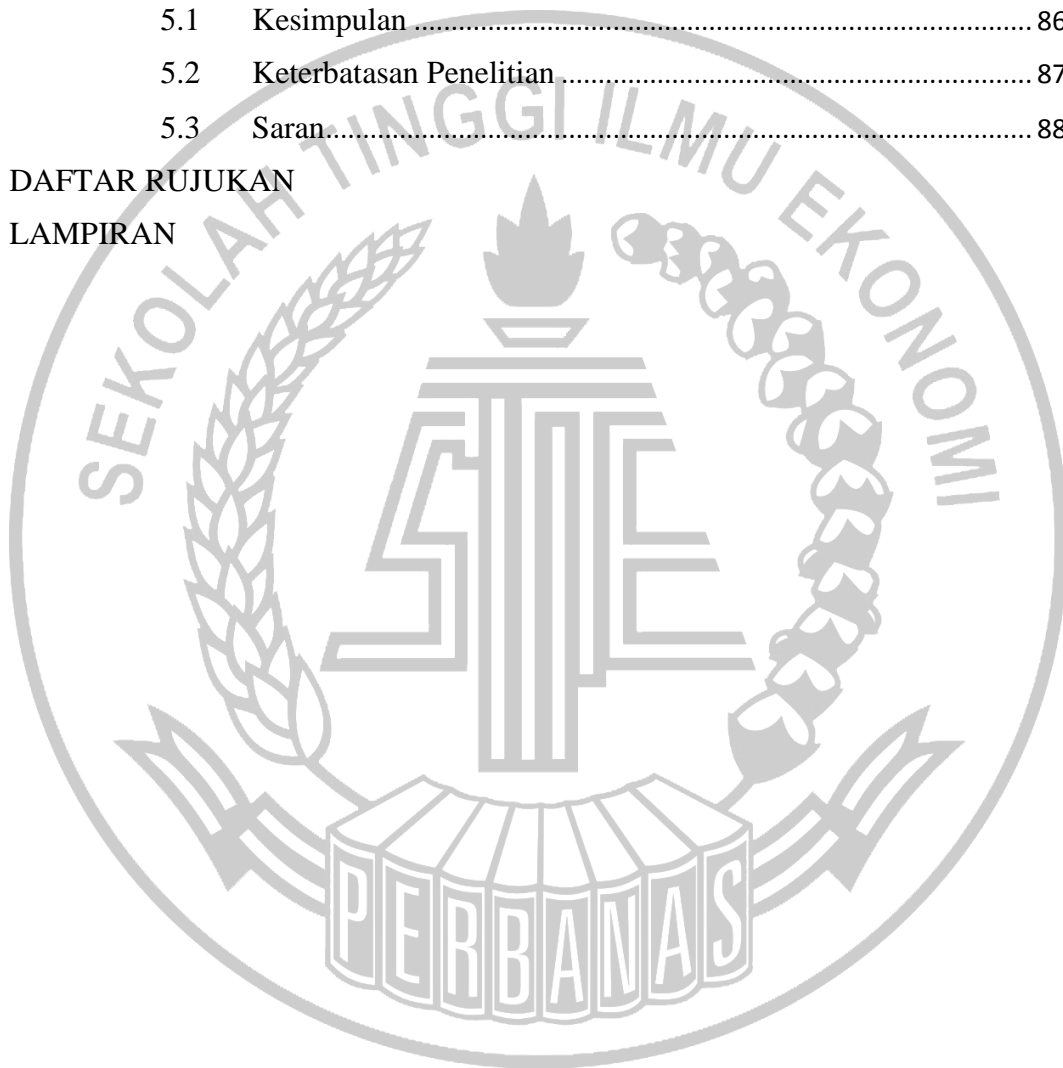 5.1 Kesimpulan ........................................................................ 86
5.2 Keterbatasan Penelitian ........................................................................ 87
5.3 Saran ........................................................................ 88
DAFTAR RUJUKAN
LAMPIRAN
SEKOLAH TINGGI ILMU EKONOMI
STIE
PERBANAS